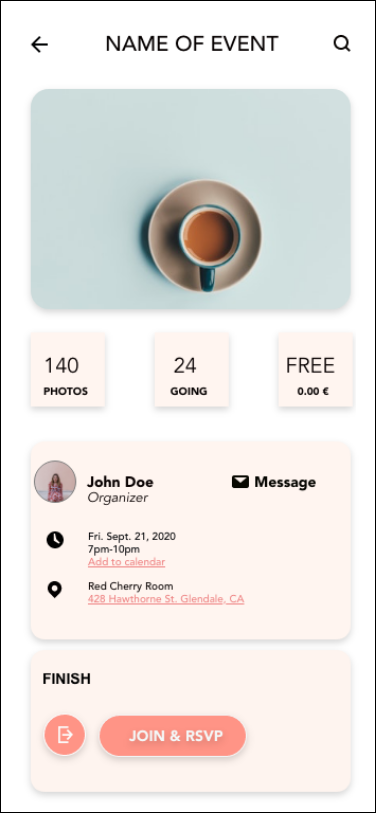 NAME OF EVENT
140
PHOTOS
24
GOING
FREE
0.00 €
John Doe
Organizer
Message
Fri. Sept. 21, 2020
7pm-10pm
Add to calendar
Red Cherry Room
428 Hawthorne St. Glendale, CA
FINISH
JOIN & RSVP